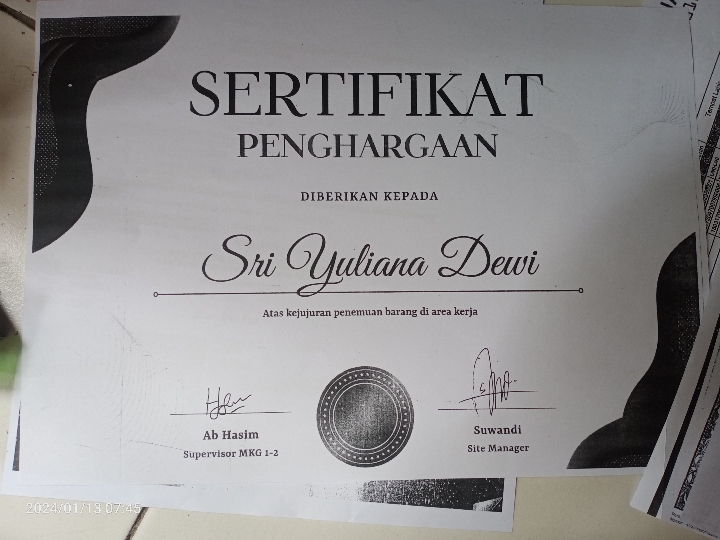 SERTIFIKAT
PENGHARGAAN
DIBERIKAN KEPADA
Sri Yuliana Dewi
Atas kejujuran penemuan barang di area kerja
Ab Hasim
Supervisor MKG 1-2
Suwandi
Site Manager
2024/01/18 07:45